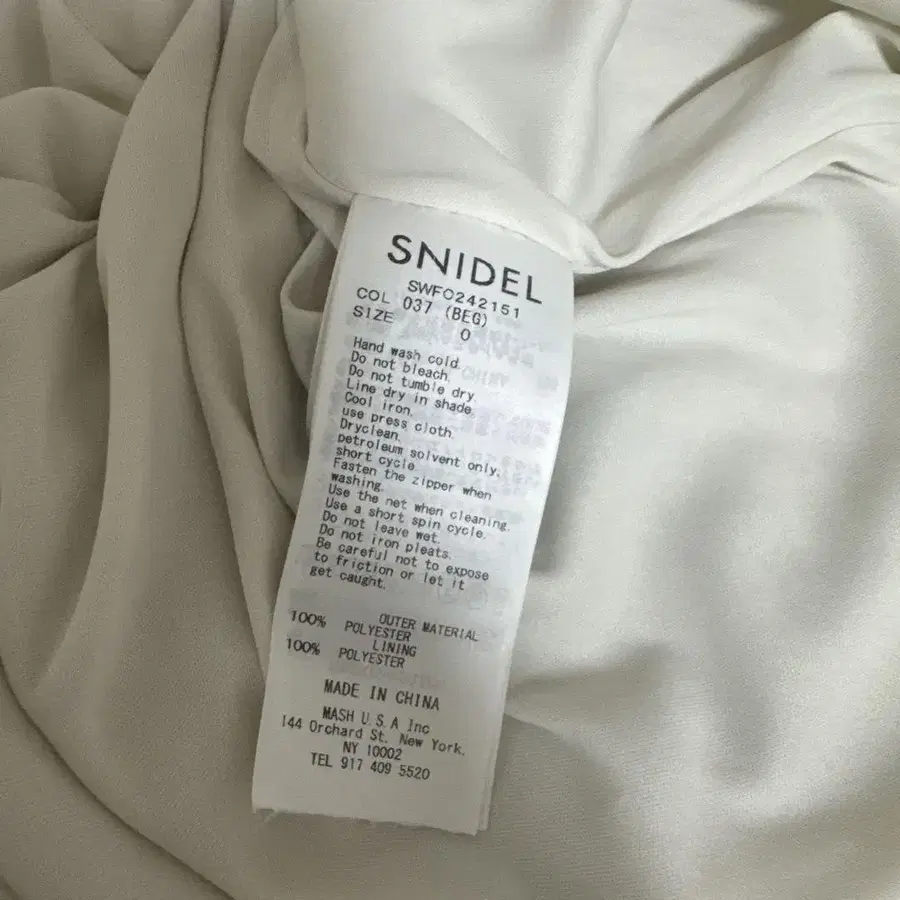 SNIDEL
SWFO242151
COL 037 (BEG)
SIZE 0
Hand wash cold.
Do not bleach.
Do not tumble dry.
Line dry in shade.
Cool iron.
use press cloth.
Dryclean.
petroleum solvent only.
short cycle.
Fasten the zipper when
washing.
Use the net when cleaning.
Use a short spin cycle.
Do not leave wet.
Do not iron pleats.
Be careful not to expose
to friction or let it
get caught.
OUTER MATERIAL
100% POLYESTER
LINING
100% POLYESTER
MADE IN CHINA
MASH U.S.A Inc
144 Orchard St. New York.
NY 10002
TEL 917 409 5520